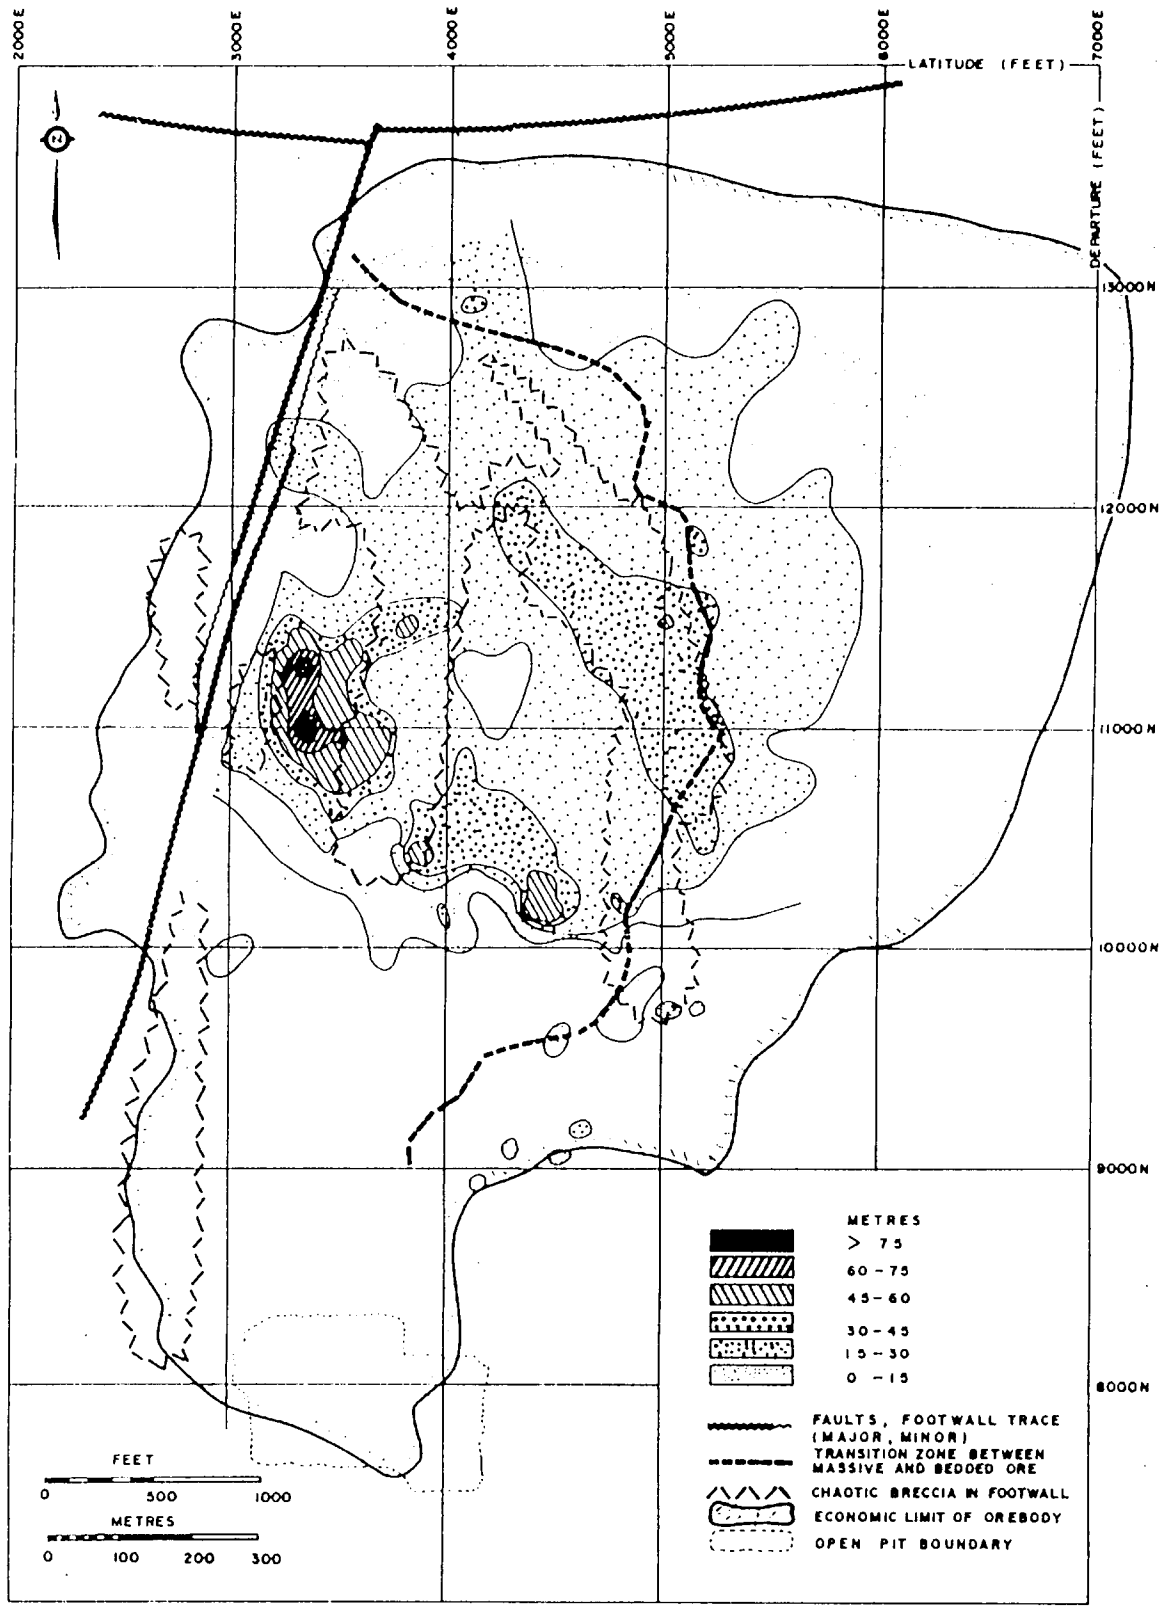 2000E
3000E
4000E
5000E
6000E
7000E
LATITUDE (FEET)
DEPARTURE (FEET)
N
13000N
12000N
11000N
10000N
9000N
8000N
METRES
> 75
60 - 75
45 - 60
30 - 45
15 - 30
0 - 15
FAULTS, FOOTWALL TRACE
(MAJOR, MINOR)
TRANSITION ZONE BETWEEN
MASSIVE AND BEDDED ORE
CHAOTIC BRECCIA IN FOOTWALL
ECONOMIC LIMIT OF OREBODY
OPEN PIT BOUNDARY
FEET
0 500 1000
METRES
0 100 200 300